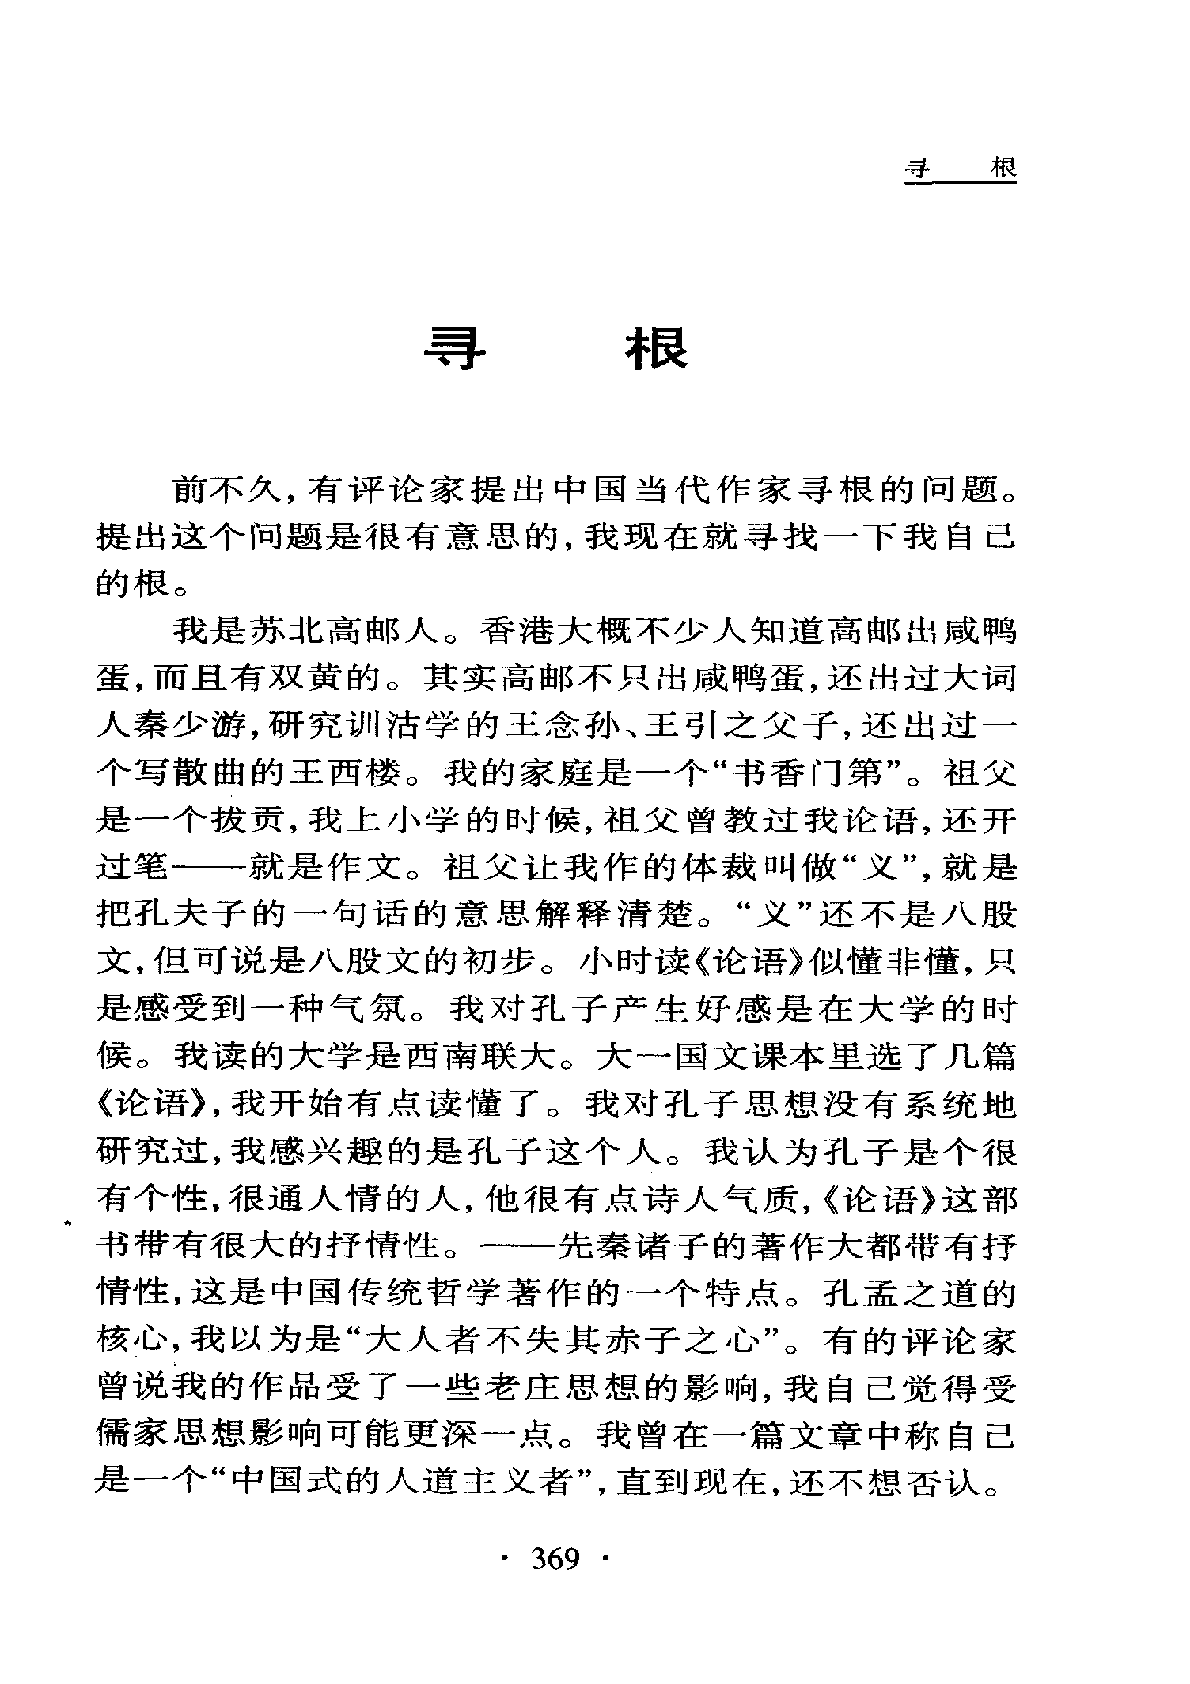 寻 根
寻 根
前不久,有评论家提出中国当代作家寻根的问题。
提出这个问题是很有意思的,我现在就寻找一下我自己
的根。
我是苏北高邮人。香港大概不少人知道高邮出咸鸭
蛋,而且有双黄的。其实高邮不只出咸鸭蛋,还出过大词
人秦少游,研究训沽学的王念孙、王引之父子,还出过一
个写散曲的王西楼。我的家庭是一个“书香门第”。祖父
是一个拔贡,我上小学的时候,祖父曾教过我论语,还开
过笔——就是作文。祖父让我作的体裁叫做“义”,就是
把孔夫子的一句话的意思解释清楚。“义”还不是八股
文,但可说是八股文的初步。小时读《论语》似懂非懂,只
是感受到一种气氛。我对孔子产生好感是在大学的时
候。我读的大学是西南联大。大一国文课本里选了几篇
《论语》,我开始有点读懂了。我对孔子思想没有系统地
研究过,我感兴趣的是孔子这个人。我认为孔子是个很
有个性,很通人情的人,他很有点诗人气质,《论语》这部
书带有很大的抒情性。——先秦诸子的著作大都带有抒
情性,这是中国传统哲学著作的一个特点。孔孟之道的
核心,我以为是“大人者不失其赤子之心”。有的评论家
曾说我的作品受了一些老庄思想的影响,我自己觉得受
儒家思想影响可能更深一点。我曾在一篇文章中称自己
是一个“中国式的人道主义者”,直到现在,还不想否认。
· 369 ·